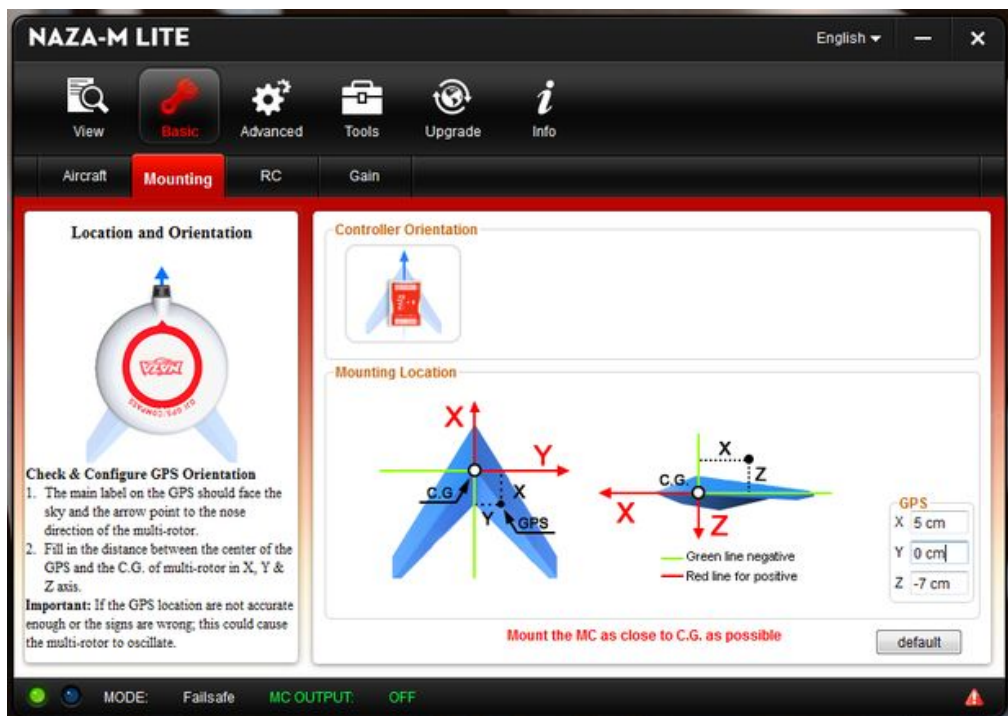 NAZA-M LITE
English
View Basic Advanced Tools Upgrade Info
Aircraft Mounting RC Gain
Location and Orientation
NAZA
DJI GPS/COMPASS
Check & Configure GPS Orientation
1. The main label on the GPS should face the
sky and the arrow point to the nose
direction of the multi-rotor.
2. Fill in the distance between the center of
the GPS and the C.G. of multi-rotor in X, Y &
Z axis.
Important: If the GPS location are not accurate
enough or the signs are wrong; this could cause
the multi-rotor to oscillate.
Controller Orientation
Mounting Location
X
Y
C.G
X
Y
GPS
X
C.G.
Z
X
Z
Green line negative
Red line for positive
GPS
X 5 cm
Y 0 cm
Z -7 cm
Mount the MC as close to C.G. as possible
default
MODE: Failsafe MC OUTPUT: OFF